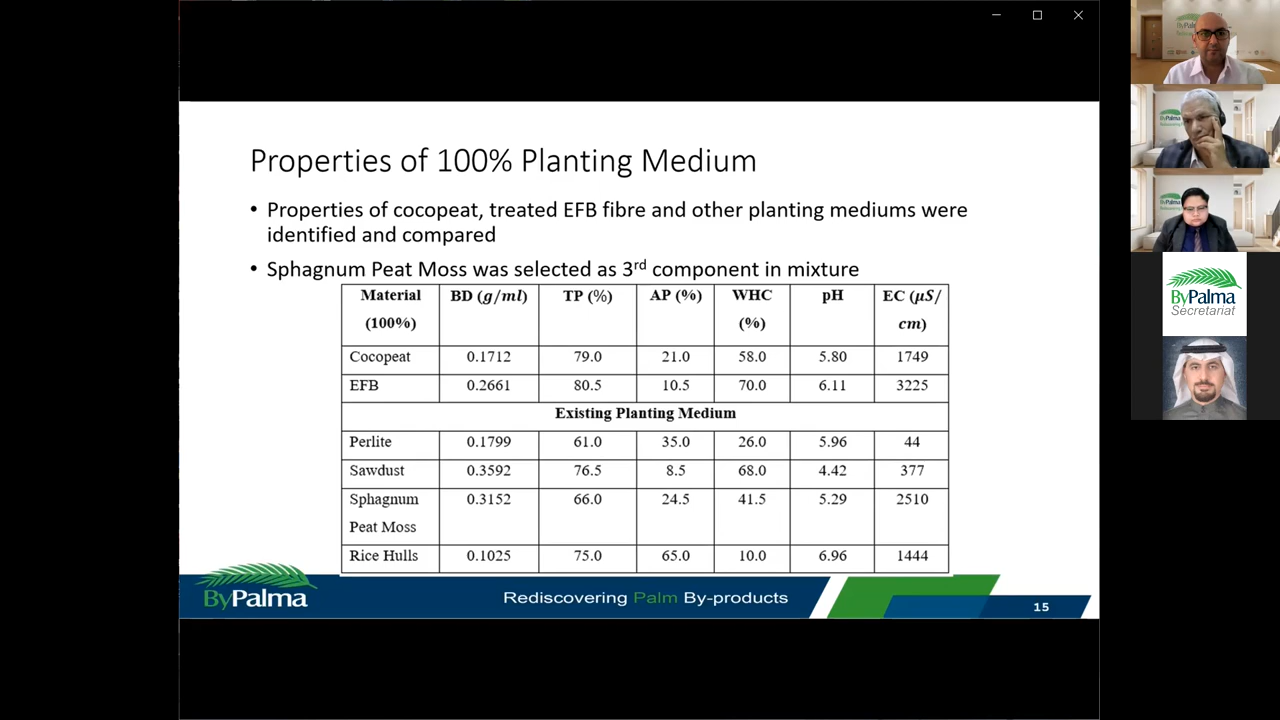 Properties of 100% Planting Medium
• Properties of cocopeat, treated EFB fibre and other planting mediums were
identified and compared
• Sphagnum Peat Moss was selected as 3rd component in mixture
Material (100%) BD (g/ml) TP (%) AP (%) WHC (%) pH EC (μS/cm)
Cocopeat 0.1712 79.0 21.0 58.0 5.80 1749
EFB 0.2661 80.5 10.5 70.0 6.11 3225
Existing Planting Medium
Perlite 0.1799 61.0 35.0 26.0 5.96 44
Sawdust 0.3592 76.5 8.5 68.0 4.42 377
Sphagnum Peat Moss 0.3152 66.0 24.5 41.5 5.29 2510
Rice Hulls 0.1025 75.0 65.0 10.0 6.96 1444
ByPalma
Rediscovering Palm By-products
15
ByPalma
Secretariat